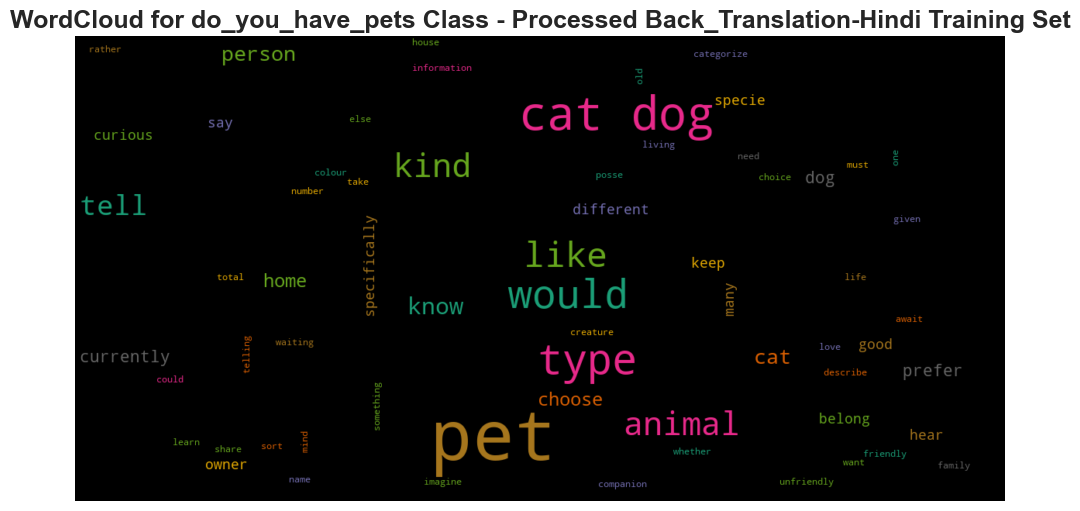 WordCloud for do_you_have_pets Class - Processed Back_Translation-Hindi Training Set
rather
person
house
information
categorize
old
specie
cat dog
say
curious
else
kind
living
need
one
must
colour
take
number
posse
choice
dog
tell
different
given
specifically
like
keep
total
home
life
many
would
know
creature
await
telling
waiting
currently
type
cat
love
good
could
describe
prefer
something
choose
pet
animal
belong
learn
share
sort
mind
owner
whether
hear
friendly
want
family
name
imagine
companion
unfriendly